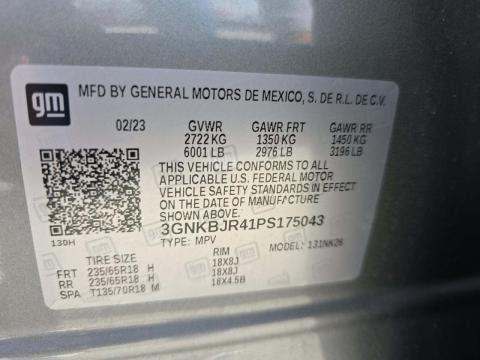 gm MFD BY GENERAL MOTORS DE MEXICO, S. DE R.L. DE C.V.
02/23 GVWR GAWR FRT GAWR RR
2722 KG 1350 KG 1450 KG
6001 LB 2976 LB 3196 LB
THIS VEHICLE CONFORMS TO ALL
APPLICABLE U.S. FEDERAL MOTOR
VEHICLE SAFETY STANDARDS IN EFFECT
ON THE DATE OF MANUFACTURE SHOWN ABOVE.
3GNKBJR41PS175043
130H TYPE: MPV MODEL: 131NK26
TIRE SIZE RIM
FRT 235/65R18 H 18X8J
RR 235/65R18 H 18X8J
SPA T135/70R18 M 18X4.5B